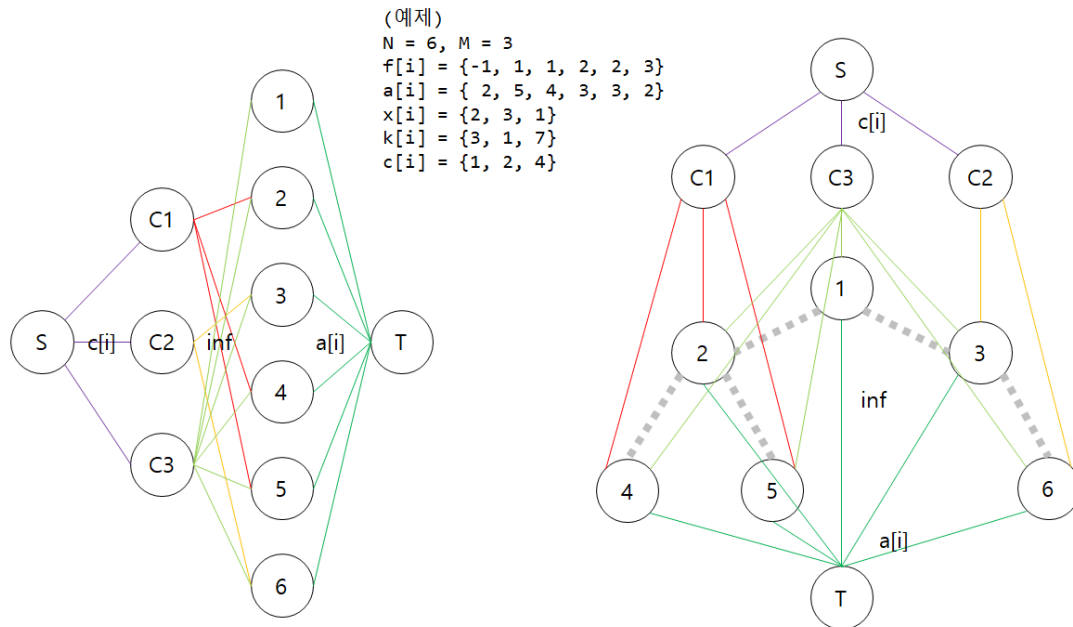 (예제)
N = 6, M = 3
f[i] = {-1, 1, 1, 2, 2, 3}
a[i] = { 2, 5, 4, 3, 3, 2}
x[i] = {2, 3, 1}
k[i] = {3, 1, 7}
c[i] = {1, 2, 4}
S
c[i]
C1
C2
C3
inf
1
2
3
4
5
6
a[i]
T
S
c[i]
C1
C3
C2
1
2
3
inf
4
5
6
a[i]
T